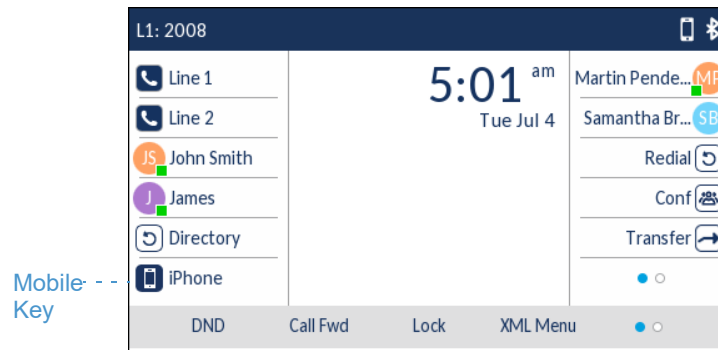 L1: 2008
Line 1
Line 2
JS John Smith
J James
Directory
iPhone
Mobile
Key
5:01 am
Tue Jul 4
Martin Pende... MP
Samantha Br... SB
Redial
Conf
Transfer
DND Call Fwd Lock XML Menu